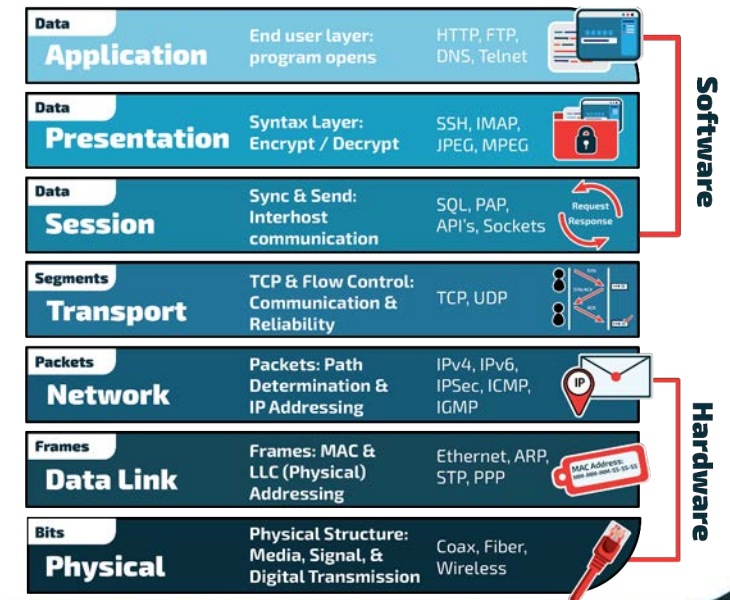 Data
Application
End user layer:
program opens
HTTP, FTP,
DNS, Telnet
Data
Presentation
Syntax Layer:
Encrypt / Decrypt
SSH, IMAP,
JPEG, MPEG
Data
Session
Sync & Send:
Interhost
communication
SQL, PAP,
API's, Sockets
Request
Response
Software
Segments
Transport
TCP & Flow Control:
Communication &
Reliability
TCP, UDP
SYN
SYN/ACK
ACK
Packets
Network
Packets: Path
Determination &
IP Addressing
IPv4, IPv6,
IPSec, ICMP,
IGMP
IP
Frames
Data Link
Frames: MAC &
LLC (Physical)
Addressing
Ethernet, ARP,
STP, PPP
MAC Address:
Bits
Physical
Physical Structure:
Media, Signal, &
Digital Transmission
Coax, Fiber,
Wireless
Hardware